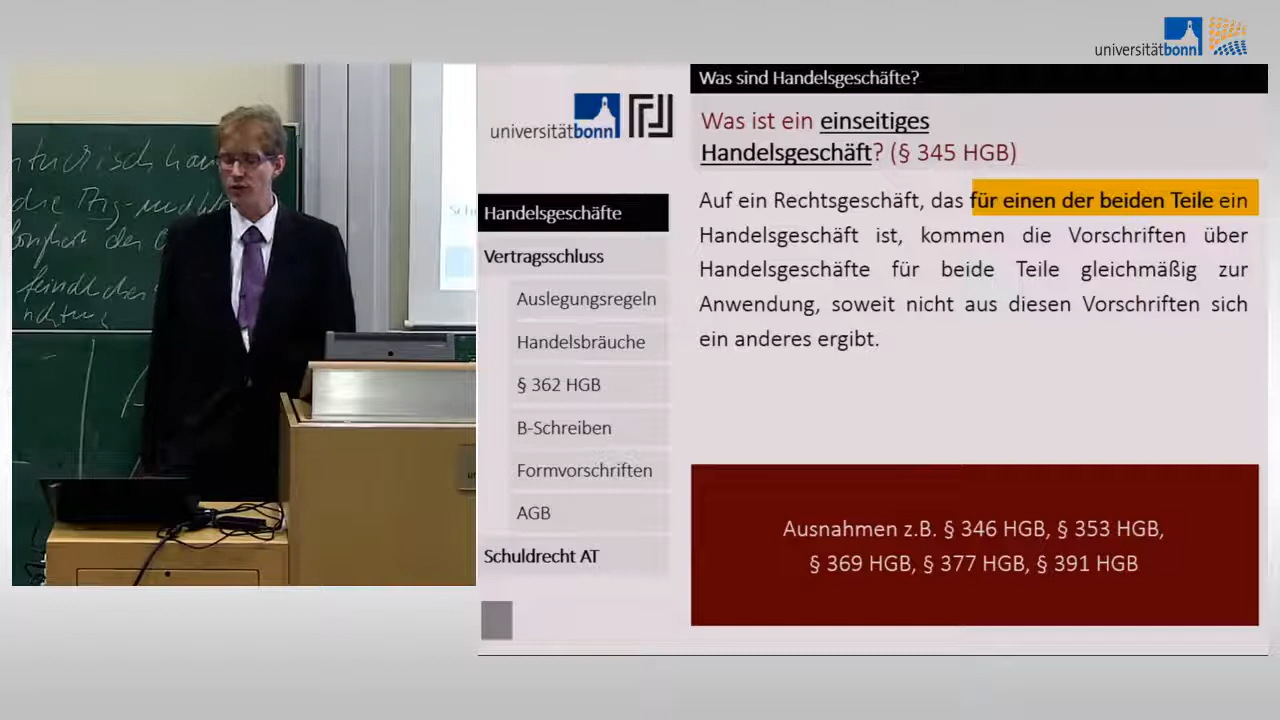 universitätbonn
Was sind Handelsgeschäfte?
universitätbonn
Was ist ein einseitiges
Handelsgeschäft? (§ 345 HGB)
Handelsgeschäfte
Vertragsschluss
Auslegungsregeln
Handelsbräuche
§ 362 HGB
B-Schreiben
Formvorschriften
AGB
Schuldrecht AT
Auf ein Rechtsgeschäft, das für einen der beiden Teile ein
Handelsgeschäft ist, kommen die Vorschriften über
Handelsgeschäfte für beide Teile gleichmäßig zur
Anwendung, soweit nicht aus diesen Vorschriften sich
ein anderes ergibt.
Ausnahmen z.B. § 346 HGB, § 353 HGB,
§ 369 HGB, § 377 HGB, § 391 HGB